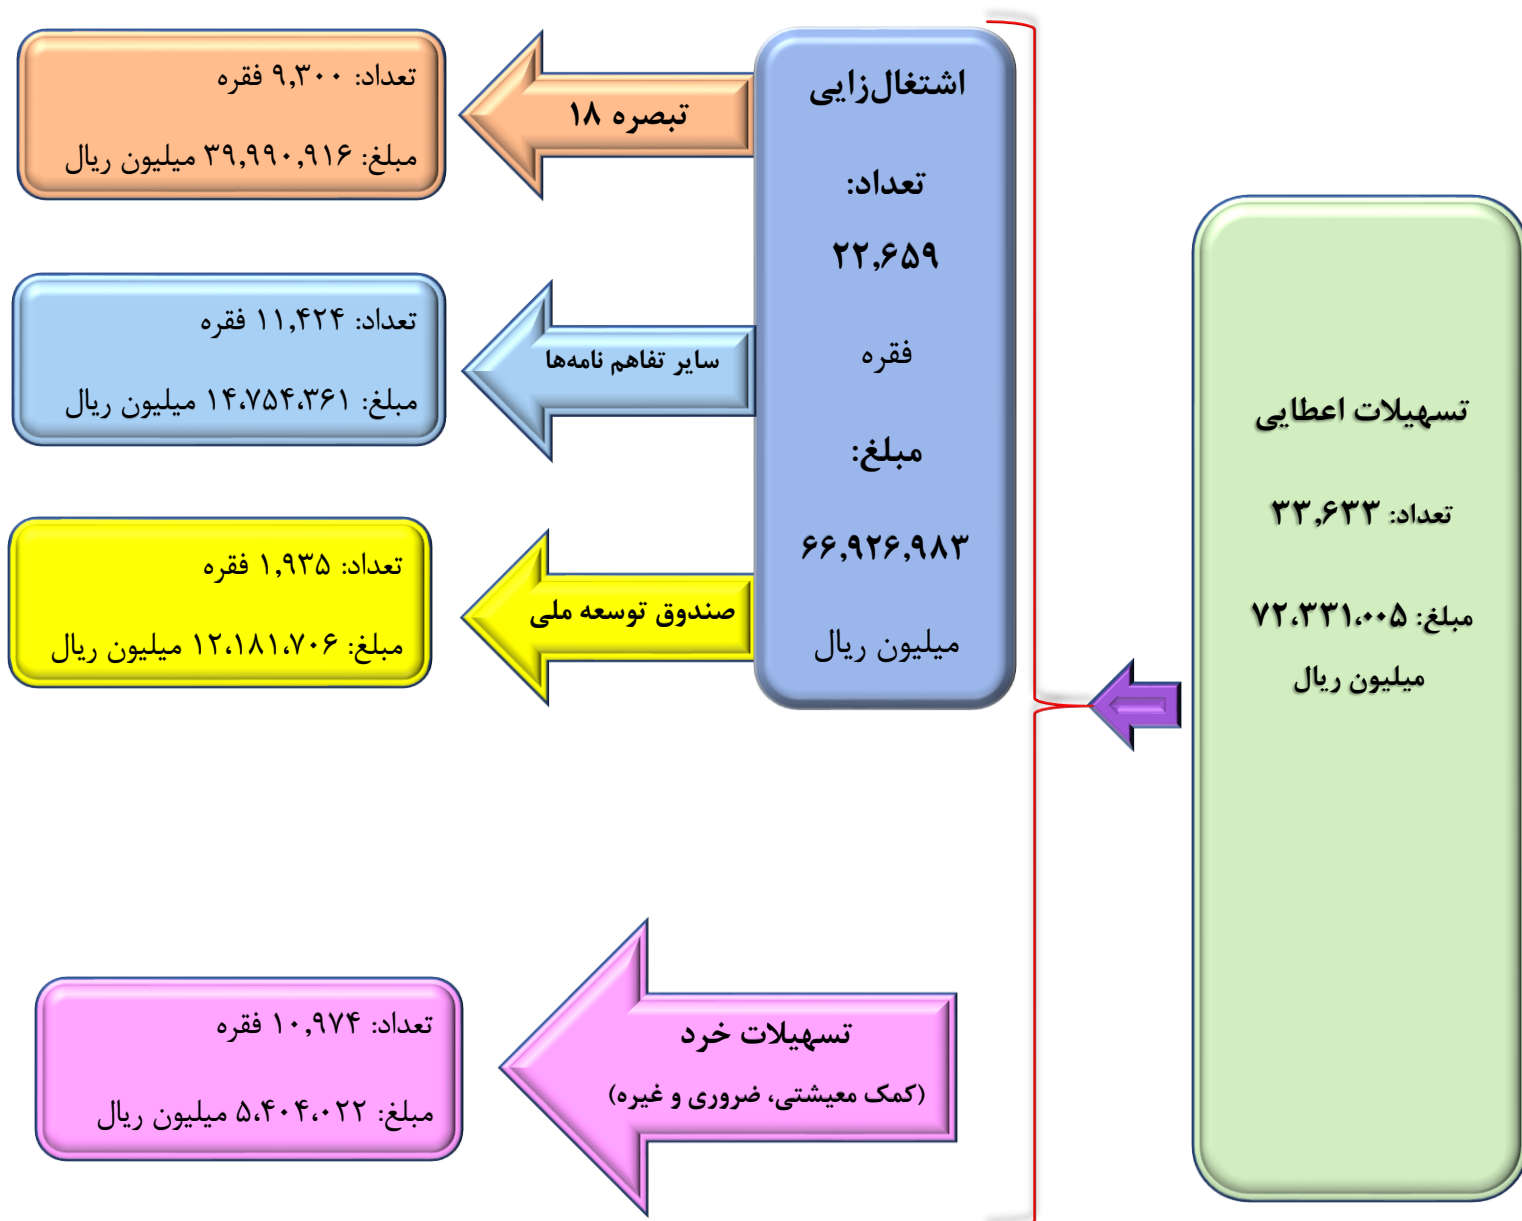 تسهیلات اعطایی
تعداد: ۳۳,۶۳۳
مبلغ: ۷۲،۳۳۱،۰۰۵
میلیون ریال
اشتغال‌زایی
تعداد:
۲۲,۶۵۹
فقره
مبلغ:
۶۶,۹۲۶,۹۸۳
میلیون ریال
تبصره ۱۸
تعداد: ۹,۳۰۰ فقره
مبلغ: ۳۹,۹۹۰,۹۱۶ میلیون ریال
سایر تفاهم نامه‌ها
تعداد: ۱۱,۴۲۴ فقره
مبلغ: ۱۴،۷۵۴،۳۶۱ میلیون ریال
صندوق توسعه ملی
تعداد: ۱,۹۳۵ فقره
مبلغ: ۱۲،۱۸۱،۷۰۶ میلیون ریال
تسهیلات خرد
(کمک معیشتی، ضروری و غیره)
تعداد: ۱۰,۹۷۴ فقره
مبلغ: ۵،۴۰۴،۰۲۲ میلیون ریال